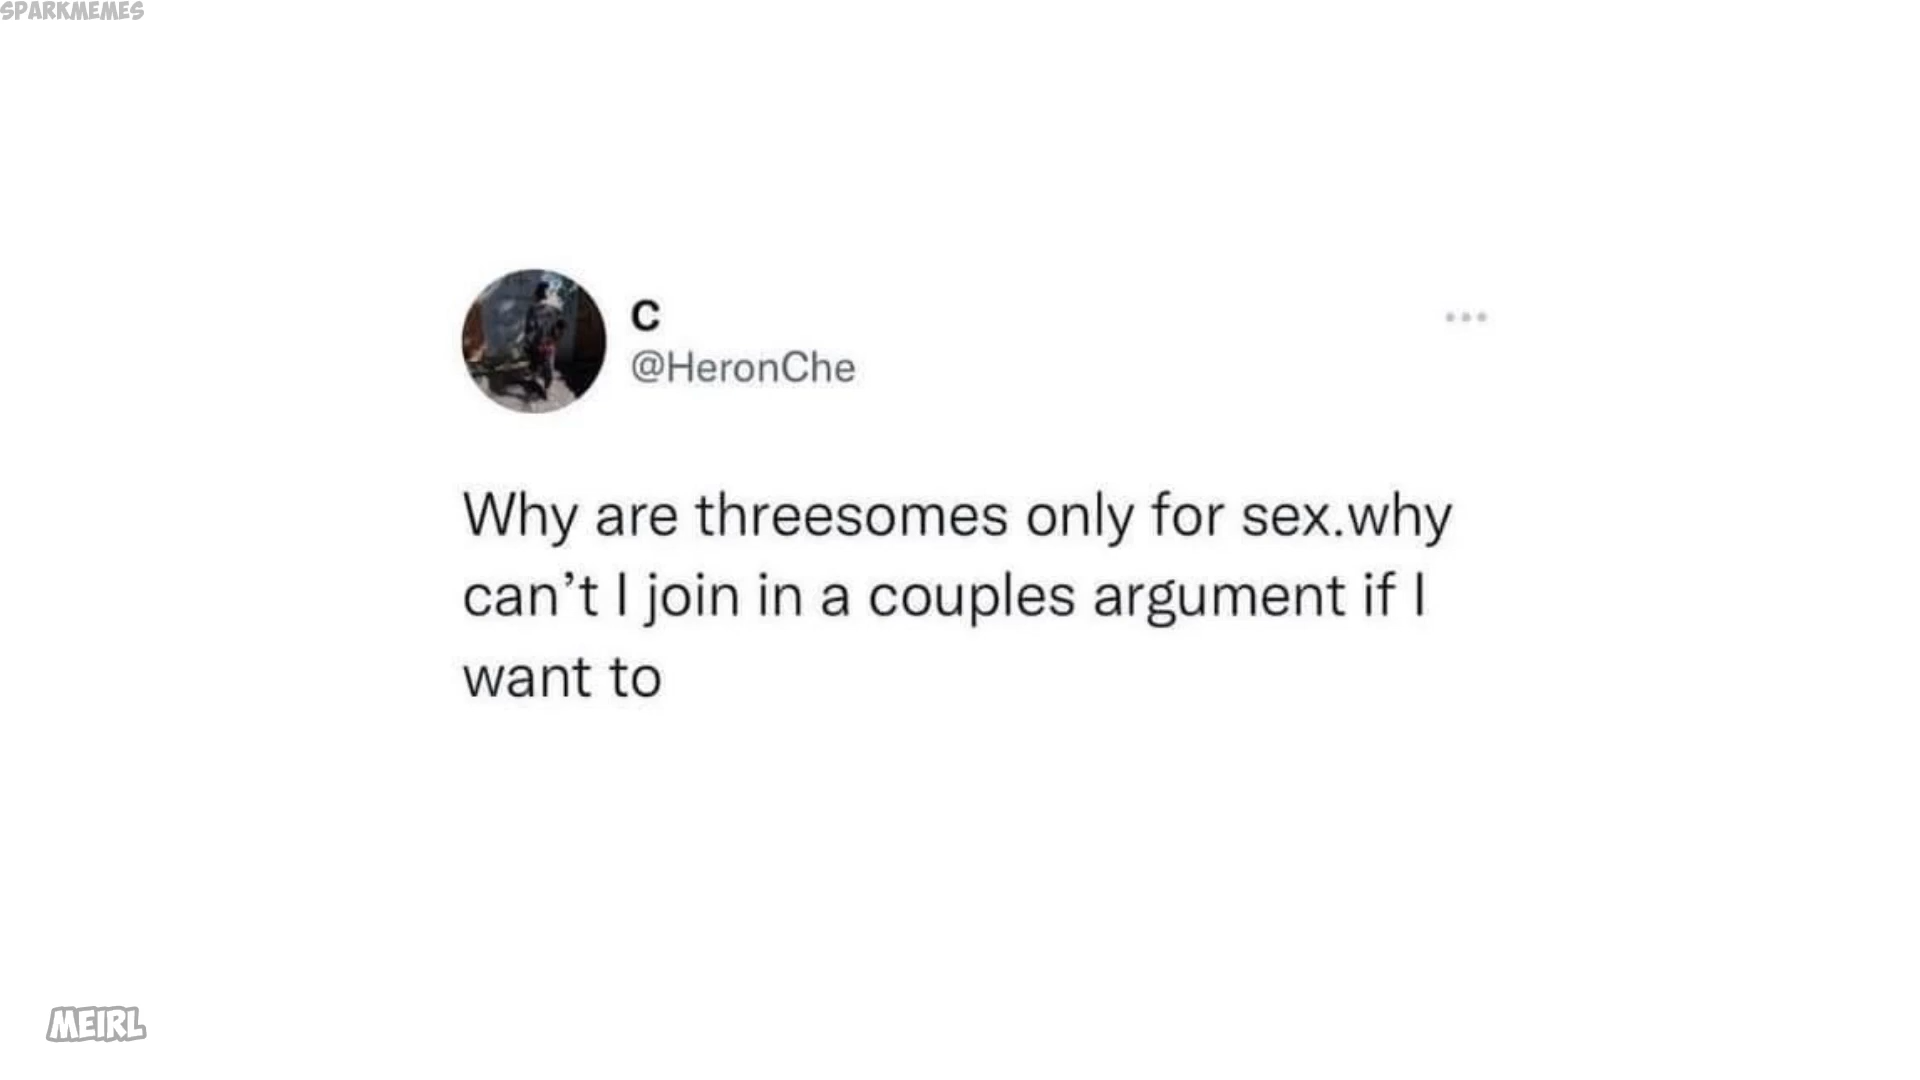 SPARKMEMES
C
@HeronChe
Why are threesomes only for sex.why
can’t I join in a couples argument if I
want to
MEIRL